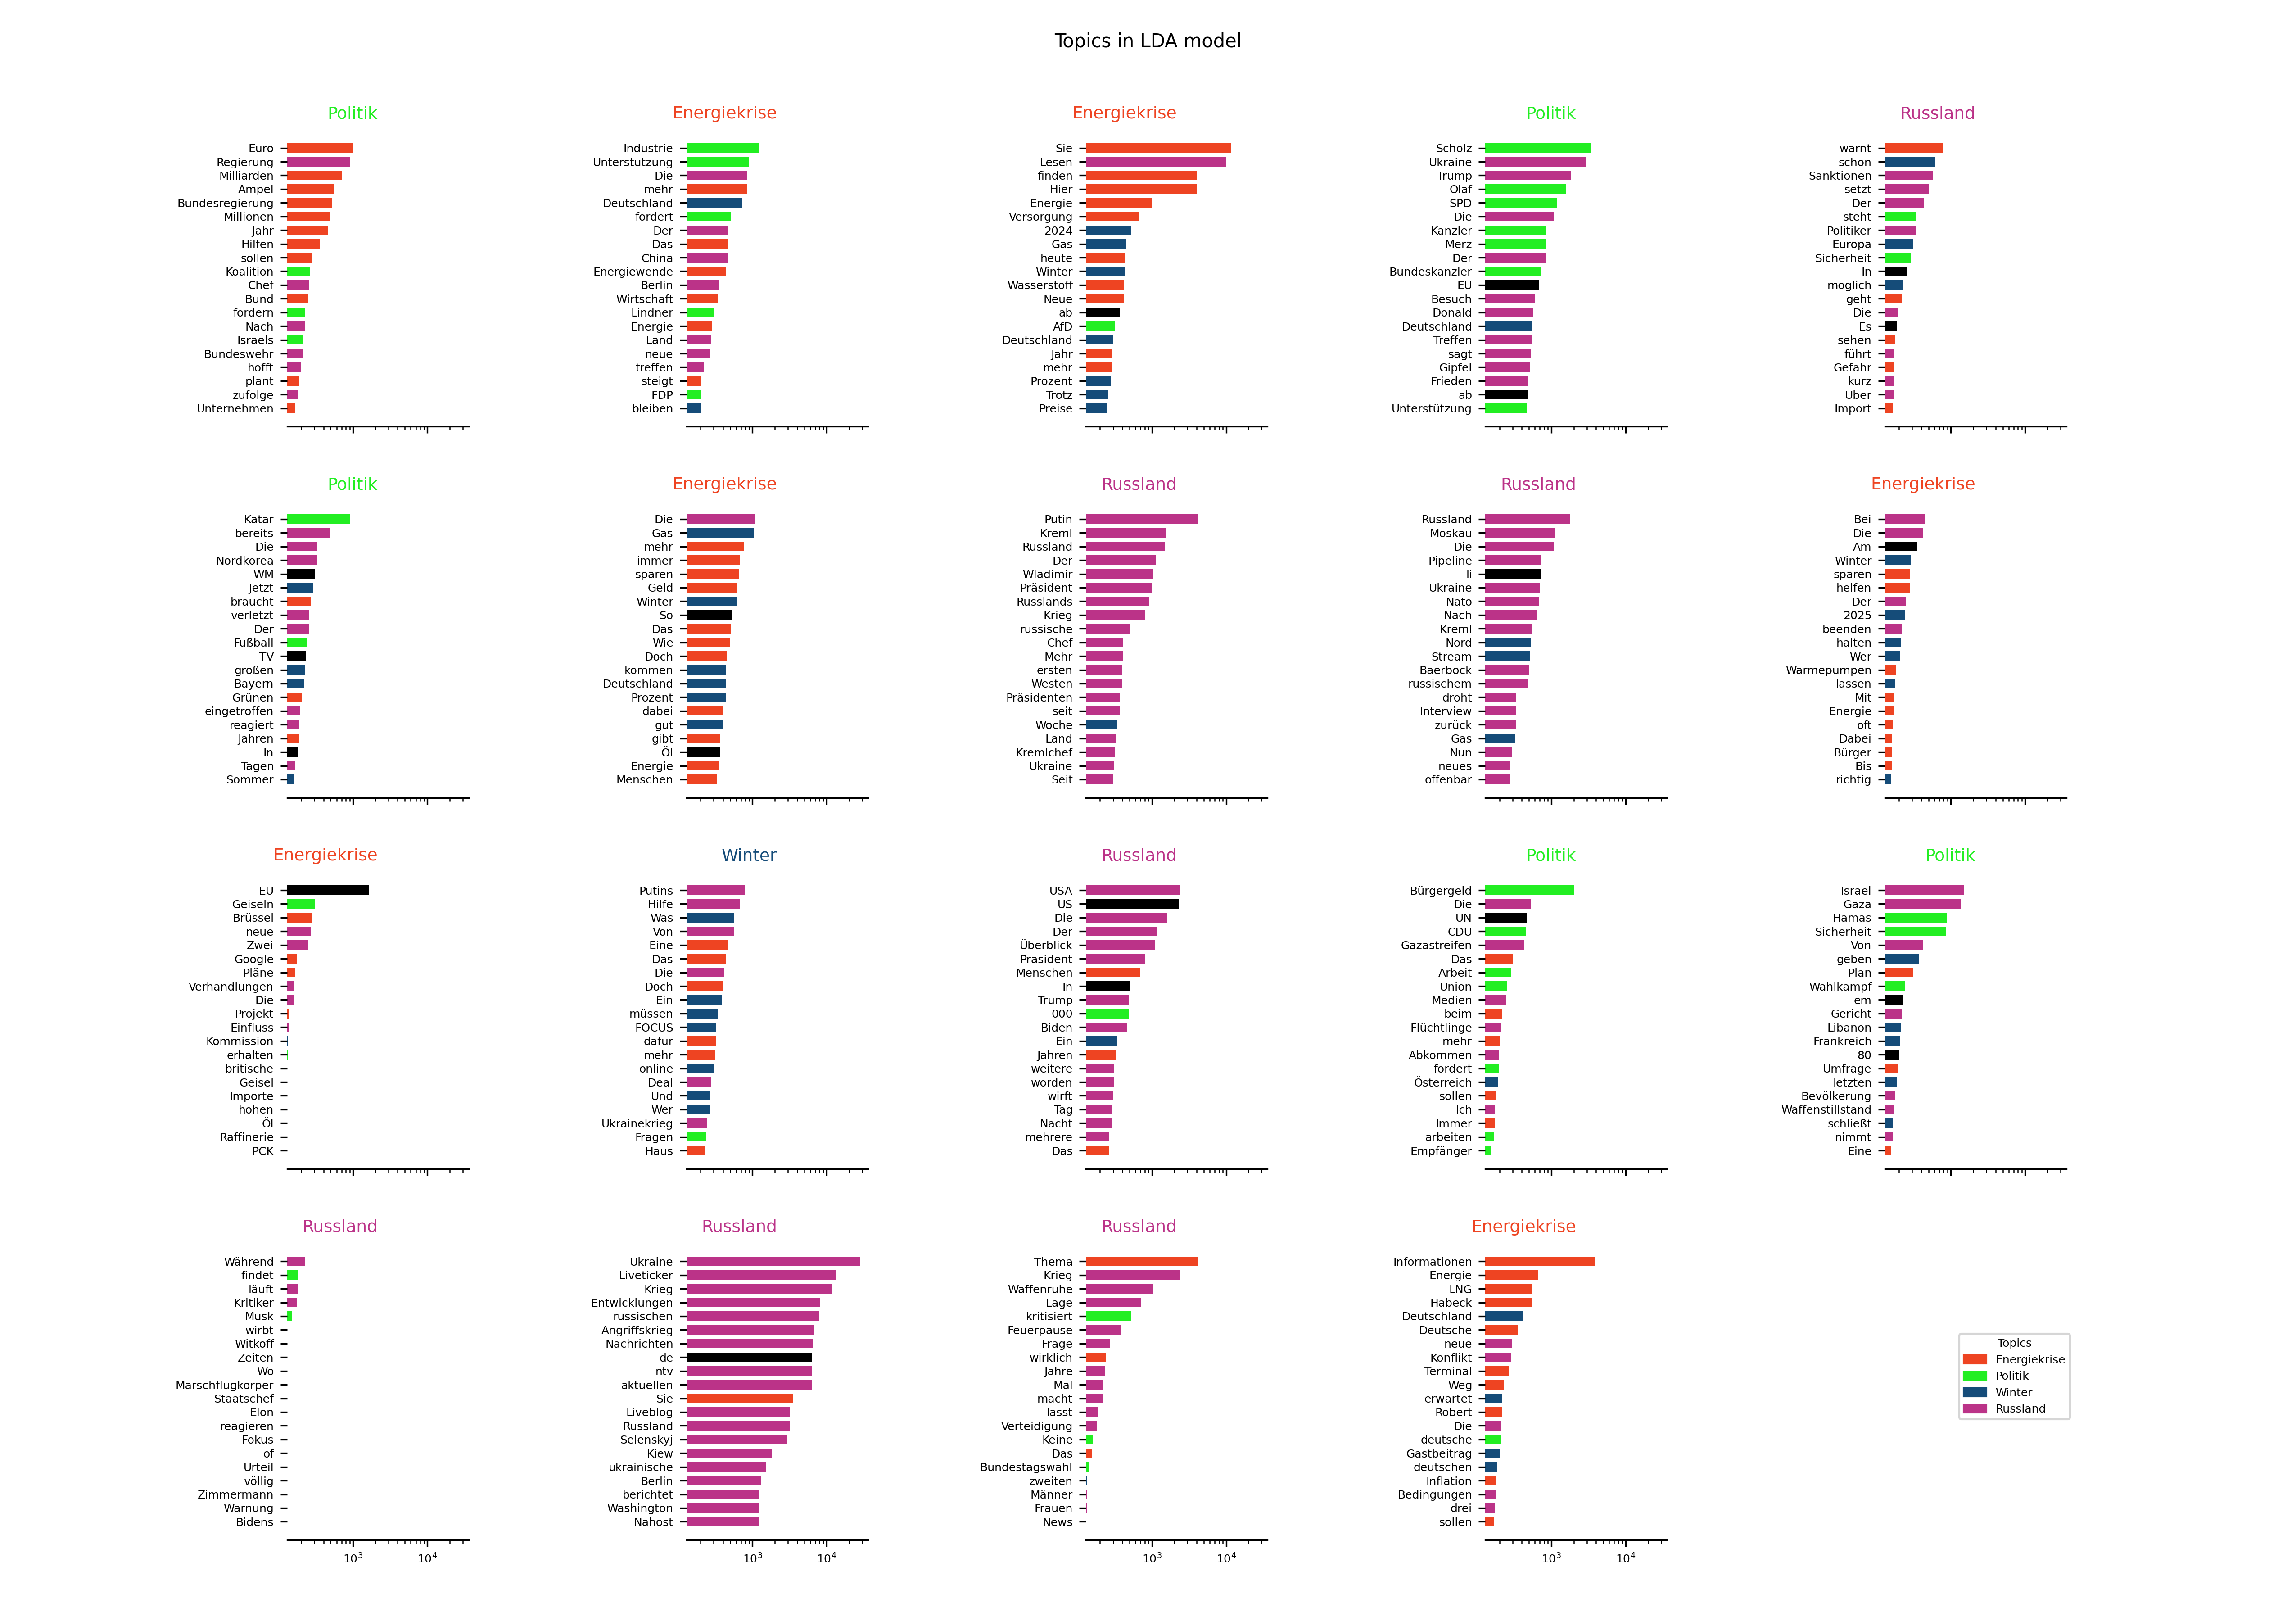 Topics in LDA model
Politik
Euro
Regierung
Milliarden
Ampel
Bundesregierung
Millionen
Jahr
Hilfen
sollen
Koalition
Chef
Bund
fordern
Nach
Israels
Bundeswehr
hofft
plant
zufolge
Unternehmen
Energiekrise
Industrie
Unterstützung
Die
mehr
Deutschland
fordert
Der
Das
China
Energiewende
Berlin
Wirtschaft
Lindner
Energie
Land
neue
treffen
steigt
FDP
bleiben
Energiekrise
Sie
Lesen
finden
Hier
Energie
Versorgung
2024
Gas
heute
Winter
Wasserstoff
Neue
ab
AfD
Deutschland
Jahr
mehr
Prozent
Trotz
Preise
Politik
Scholz
Ukraine
Trump
Olaf
SPD
Die
Kanzler
Merz
Der
Bundeskanzler
EU
Besuch
Donald
Deutschland
Treffen
sagt
Gipfel
Frieden
ab
Unterstützung
Russland
warnt
schon
Sanktionen
setzt
Der
steht
Politiker
Europa
Sicherheit
In
möglich
geht
Die
Es
sehen
führt
Gefahr
kurz
Über
Import
Politik
Katar
bereits
Die
Nordkorea
WM
Jetzt
braucht
verletzt
Der
Fußball
TV
großen
Bayern
Grünen
eingetroffen
reagiert
Jahren
In
Tagen
Sommer
Energiekrise
Die
Gas
mehr
immer
sparen
Geld
Winter
So
Das
Wie
Doch
kommen
Deutschland
Prozent
dabei
gut
gibt
Öl
Energie
Menschen
Russland
Putin
Kreml
Russland
Der
Wladimir
Präsident
Russlands
Krieg
russische
Chef
Mehr
ersten
Westen
Präsidenten
seit
Woche
Land
Kremlchef
Ukraine
Seit
Russland
Russland
Moskau
Die
Pipeline
li
Ukraine
Nato
Nach
Kreml
Nord
Stream
Baerbock
russischem
droht
Interview
zurück
Gas
Nun
neues
offenbar
Energiekrise
Bei
Die
Am
Winter
sparen
helfen
Der
2025
beenden
halten
Wer
Wärmepumpen
lassen
Mit
Energie
oft
Dabei
Bürger
Bis
richtig
Energiekrise
EU
Geiseln
Brüssel
neue
Zwei
Google
Pläne
Verhandlungen
Die
Projekt
Einfluss
Kommission
erhalten
britische
Geisel
Importe
hohen
Öl
Raffinerie
PCK
Winter
Putins
Hilfe
Was
Von
Eine
Das
Die
Doch
Ein
müssen
FOCUS
dafür
mehr
online
Deal
Und
Wer
Ukrainekrieg
Fragen
Haus
Russland
USA
US
Die
Der
Überblick
Präsident
Menschen
In
Trump
000
Biden
Ein
Jahren
weitere
worden
wirft
Tag
Nacht
mehrere
Das
Politik
Bürgergeld
Die
UN
CDU
Gazastreifen
Das
Arbeit
Union
Medien
beim
Flüchtlinge
mehr
Abkommen
fordert
Österreich
sollen
Ich
Immer
arbeiten
Empfänger
Politik
Israel
Gaza
Hamas
Sicherheit
Von
geben
Plan
Wahlkampf
em
Gericht
Libanon
Frankreich
80
Umfrage
letzten
Bevölkerung
Waffenstillstand
schließt
nimmt
Eine
Russland
Während
findet
läuft
Kritiker
Musk
wirbt
Witkoff
Zeiten
Wo
Marschflugkörper
Staatschef
Elon
reagieren
Fokus
of
Urteil
völlig
Zimmermann
Warnung
Bidens
10³ 10⁴
Russland
Ukraine
Liveticker
Krieg
Entwicklungen
russischen
Angriffskrieg
Nachrichten
de
ntv
aktuellen
Sie
Liveblog
Russland
Selenskyj
Kiew
ukrainische
Berlin
berichtet
Washington
Nahost
10³ 10⁴
Russland
Thema
Krieg
Waffenruhe
Lage
kritisiert
Feuerpause
Frage
wirklich
Jahre
Mal
macht
lässt
Verteidigung
Keine
Das
Bundestagswahl
zweiten
Männer
Frauen
News
10³ 10⁴
Energiekrise
Informationen
Energie
LNG
Habeck
Deutschland
Deutsche
neue
Konflikt
Terminal
Weg
erwartet
Robert
Die
deutsche
Gastbeitrag
deutschen
Inflation
Bedingungen
drei
sollen
10³ 10⁴
Topics
Energiekrise
Politik
Winter
Russland